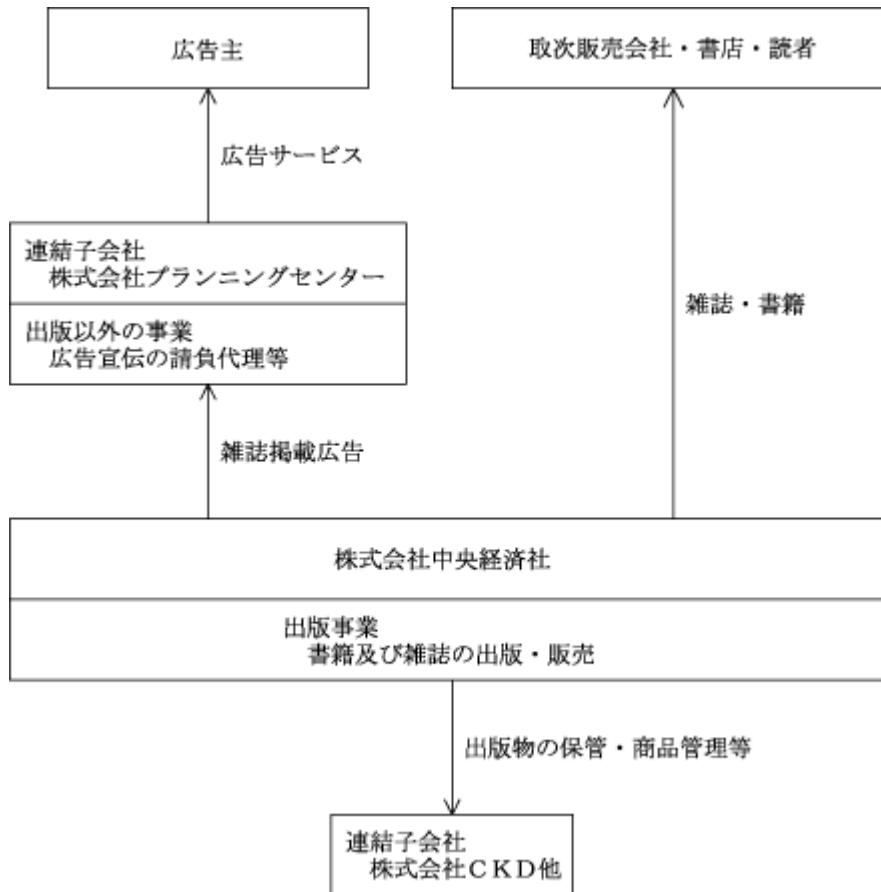 広告主
取次販売会社・書店・読者
広告サービス
連結子会社
株式会社プランニングセンター
出版以外の事業
広告宣伝の請負代理等
雑誌・書籍
雑誌掲載広告
株式会社中央経済社
出版事業
書籍及び雑誌の出版・販売
出版物の保管・商品管理等
連結子会社
株式会社ＣＫＤ他